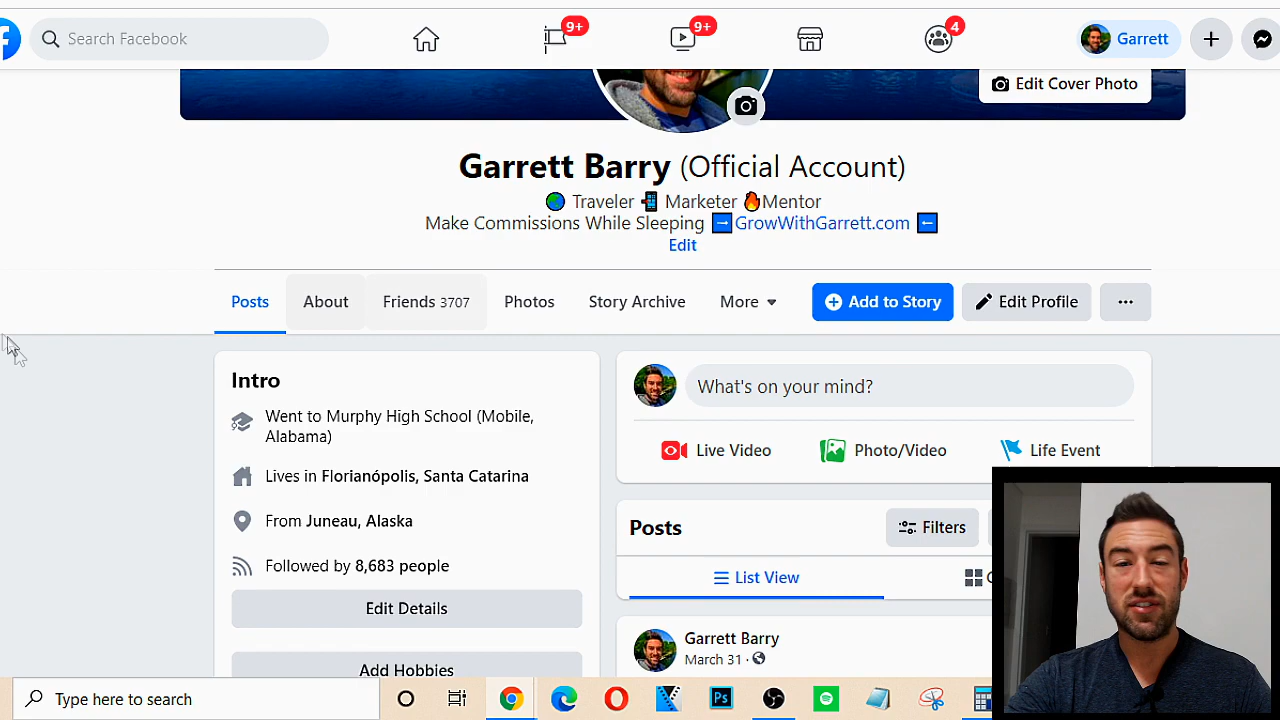 Search Facebook
9+
9+
4
Garrett
Edit Cover Photo
Garrett Barry (Official Account)
Traveler Marketer Mentor
Make Commissions While Sleeping GrowWithGarrett.com
Edit
Posts
About
Friends 3707
Photos
Story Archive
More
Add to Story
Edit Profile
Intro
Went to Murphy High School (Mobile,
Alabama)
Lives in Florianópolis, Santa Catarina
From Juneau, Alaska
Followed by 8,683 people
Edit Details
Add Hobbies
What's on your mind?
Live Video
Photo/Video
Life Event
Posts
Filters
List View
Garrett Barry
March 31 ·
Type here to search
Ps